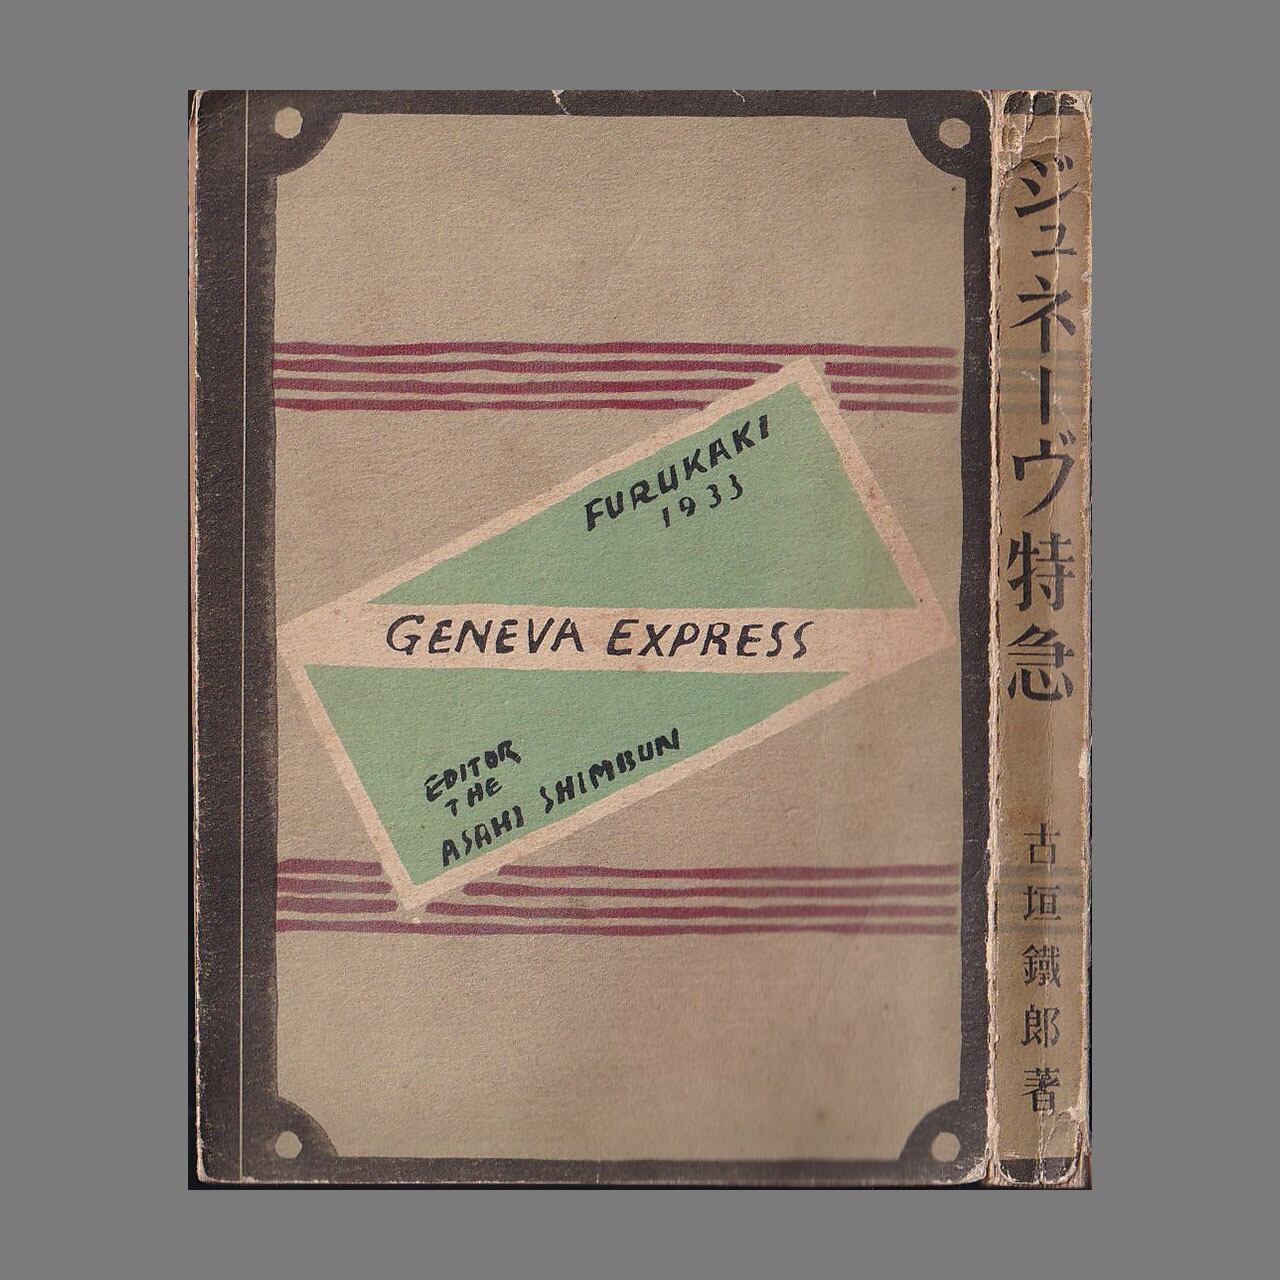 FURUKAKI
1933
GENEVA EXPRESS
EDITOR
THE
ASAHI SHIMBUN
ジュネーヴ特急
古垣鐵郎著